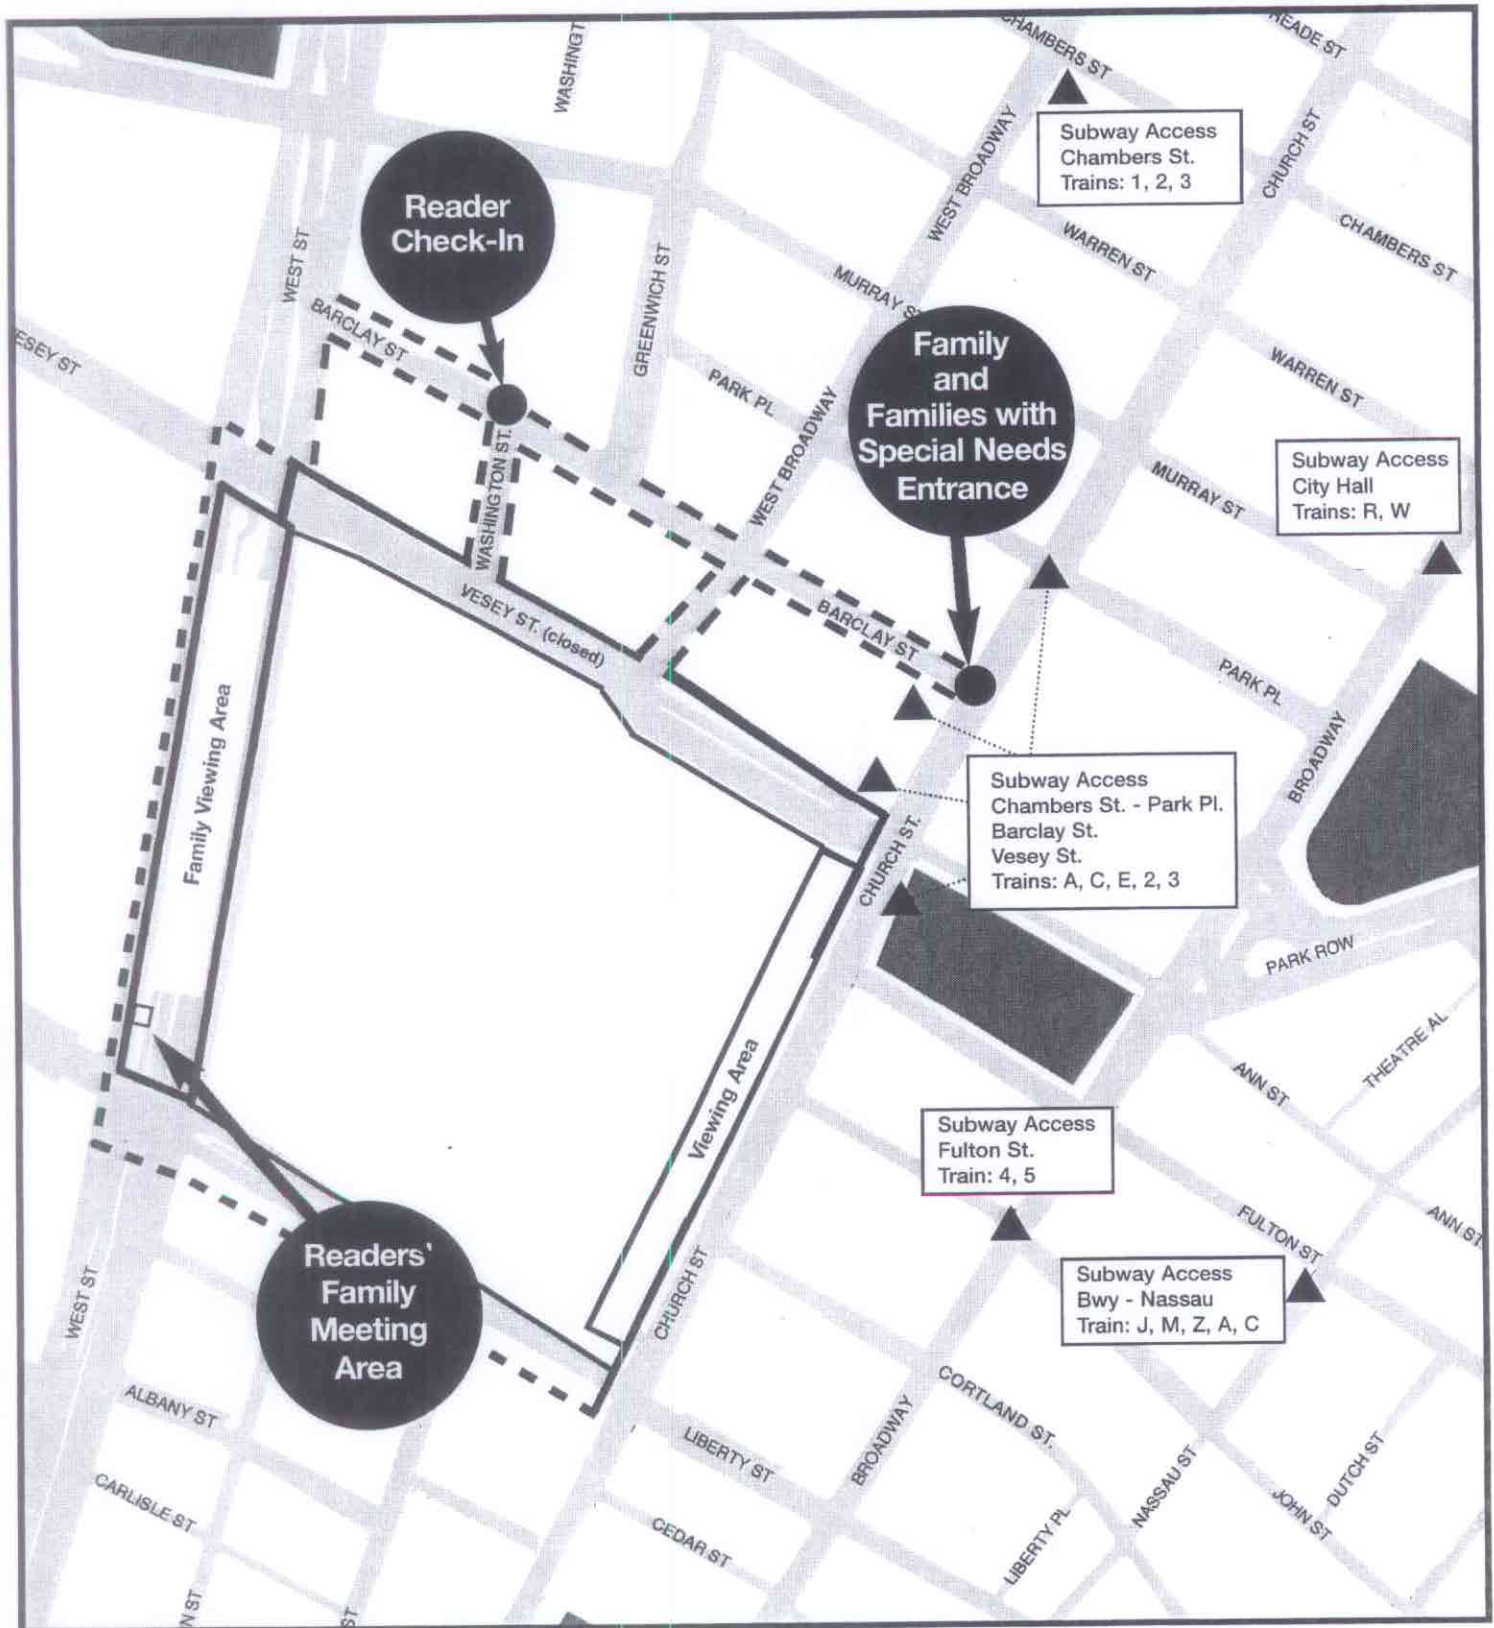 CHAMBERS ST
READE ST
WASHINGT
Subway Access
Chambers St.
Trains: 1, 2, 3
CHURCH ST
WEST BROADWAY
Reader
Check-In
CHAMBERS ST
WARREN ST
WEST ST
MURRAY S
GREENWICH ST
BARCLAY ST
ESEY ST
Family
and
Families with
Special Needs
Entrance
WARREN ST
PARK PL
WEST BROADWAY
Subway Access
City Hall
Trains: R, W
MURRAY ST
WASHINGTON ST.
VESEY ST. (closed)
BARCLAY ST
PARK PL
Family Viewing Area
BROADWAY
Subway Access
Chambers St. - Park Pl.
Barclay St.
Vesey St.
Trains: A, C, E, 2, 3
CHURCH ST.
PARK ROW
THEATRE AL
ANN ST
Viewing Area
Subway Access
Fulton St.
Train: 4, 5
FULTON ST
ANN ST
Subway Access
Bwy - Nassau
Train: J, M, Z, A, C
Readers'
Family
Meeting
Area
WEST ST
CHURCH ST
ALBANY ST
CORTLAND ST.
BROADWAY
LIBERTY ST
CARLISLE ST
NASSAU ST
DUTCH ST
JOHN ST
CEDAR ST
LIBERTY PL
N ST
ST